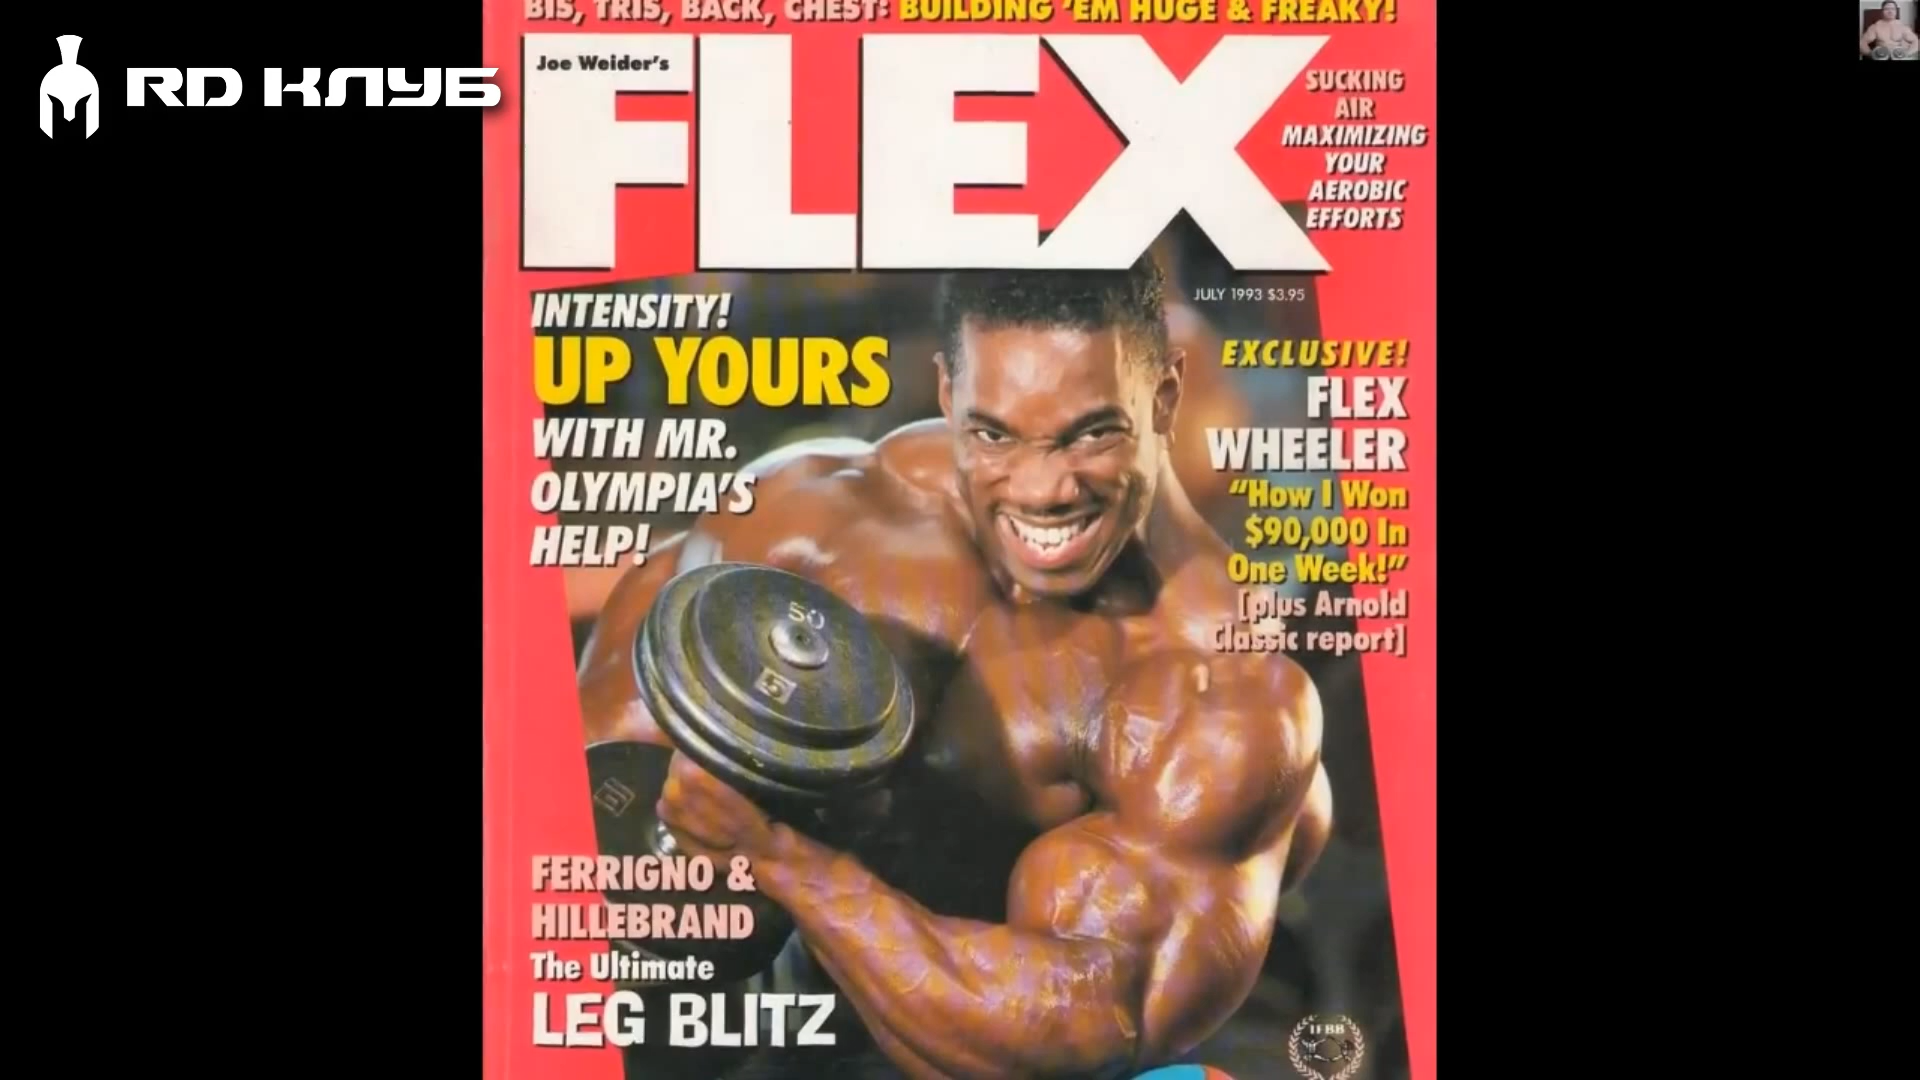 BIS, TRIS, BACK, CHEST: BUILDING 'EM HUGE & FREAKY!
RD КЛУБ
Joe Weider's
FLEX
SUCKING
AIR
MAXIMIZING
YOUR
AEROBIC
EFFORTS
JULY 1993 $3.95
INTENSITY!
UP YOURS
WITH MR.
OLYMPIA'S
HELP!
EXCLUSIVE!
FLEX
WHEELER
"How I Won
$90,000 In
One Week!"
[plus Arnold
Classic report]
50
5
FERRIGNO &
HILLEBRAND
The Ultimate
LEG BLITZ
IFBB